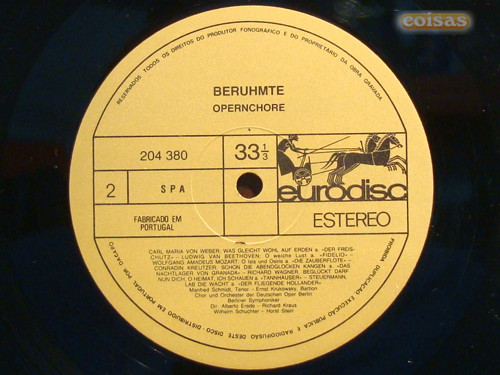 coisas
RESERVADOS TODOS OS DIREITOS DO PRODUTOR FONOGRÁFICO E DO PROPRIETÁRIO DA OBRA GRAVADA
BERUHMTE
OPERNCHORE
204 380
33 1/3
2
SPA
eurodisc
FABRICADO EM
PORTUGAL
ESTEREO
CARL MARIA VON WEBER: WAS GLEICHT WOHL AUF ERDEN a. «DER FREIS-
CHUTZ» - LUDWIG VAN BEETHOVEN: O welche Lust a. «FIDELIO» -
WOLFGANG AMADEUS MOZART: O Isis und Osiris a. «DIE ZAUBERFLOTE» -
CONRADIN KREUTZER: SCHON DIE ABENDGLOCKEN KANGEN a. «DAS
NACHTLAGER VON GRANADA» - RICHARD WAGNER: BEGLÜCKT DARF
NUN DICH, O HEIMAT, ICH SCHAUEN a. «TANNHÄUSER» - STEUERMANN,
LAB DIE WACHT a. «DER FLIEGENDE HOLLANDER»
Manfred Schmidt, Tenor - Ernst Krukowsky, Bariton
Chor und Orchester der Deutschen Oper Berlin
Berliner Symphoniker
Dir. Alberto Erede - Richard Kraus
Wilhelm Schuchter - Horst Stein
PROIBIDA A DUPLICAÇÃO EXECUÇÃO PÚBLICA E RADIODIFUSÃO DESTE DISCO - DISTRIBUIDO EM PORTUGAL POR